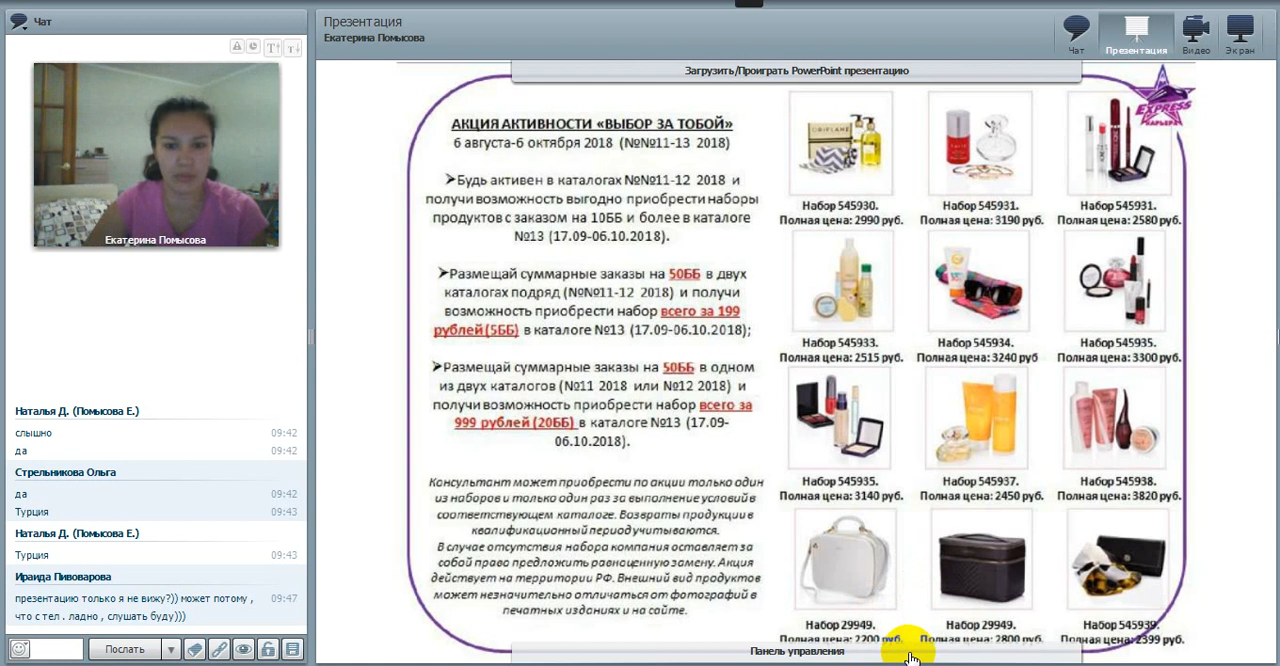 Чат
Екатерина Помысова
Наталья Д. (Помысова Е.)
слышно 09:42
да 09:42
Стрельникова Ольга
да 09:42
Турция 09:43
Наталья Д. (Помысова Е.)
Турция 09:43
Ираида Пивоварова
презентацию только я не вижу?)) может потому , 09:47
что с тел . ладно , слушать буду)))
Послать
Презентация
Екатерина Помысова
Чат
Презентация
Видео
Экран
Загрузить/Проиграть PowerPoint презентацию
EXPRESS
КАРЬЕРА
АКЦИЯ АКТИВНОСТИ «ВЫБОР ЗА ТОБОЙ»
6 августа-6 октября 2018 (№№11-13 2018)
➢Будь активен в каталогах №№11-12 2018 и
получи возможность выгодно приобрести наборы
продуктов с заказом на 10ББ и более в каталоге
№13 (17.09-06.10.2018).
➢Размещай суммарные заказы на 50ББ в двух
каталогах подряд (№№11-12 2018) и получи
возможность приобрести набор всего за 199
рублей (5ББ) в каталоге №13 (17.09-06.10.2018);
➢Размещай суммарные заказы на 50ББ в одном
из двух каталогов (№11 2018 или №12 2018) и
получи возможность приобрести набор всего за
999 рублей (20ББ) в каталоге №13 (17.09-
06.10.2018).
Консультант может приобрести по акции только один
из наборов и только один раз за выполнение условий в
соответствующем каталоге. Возвраты продукции в
квалификационный период учитываются.
В случае отсутствия набора компания оставляет за
собой право предложить равноценную замену. Акция
действует на территории РФ. Внешний вид продуктов
может незначительно отличаться от фотографий в
печатных изданиях и на сайте.
ORIFLAME
Набор 545930.
Полная цена: 2990 руб.
Набор 545931.
Полная цена: 3190 руб.
Набор 545931.
Полная цена: 2580 руб.
Набор 545933.
Полная цена: 2515 руб.
Набор 545934.
Полная цена: 3240 руб
Набор 545935.
Полная цена: 3300 руб.
Набор 545935.
Полная цена: 3140 руб.
Набор 545937.
Полная цена: 2450 руб.
Набор 545938.
Полная цена: 3820 руб.
Набор 29949.
Полная цена: 2200 руб.
Набор 29949.
Полная цена: 2800 руб.
Набор 545939.
Полная цена: 2399 руб.
Панель управления